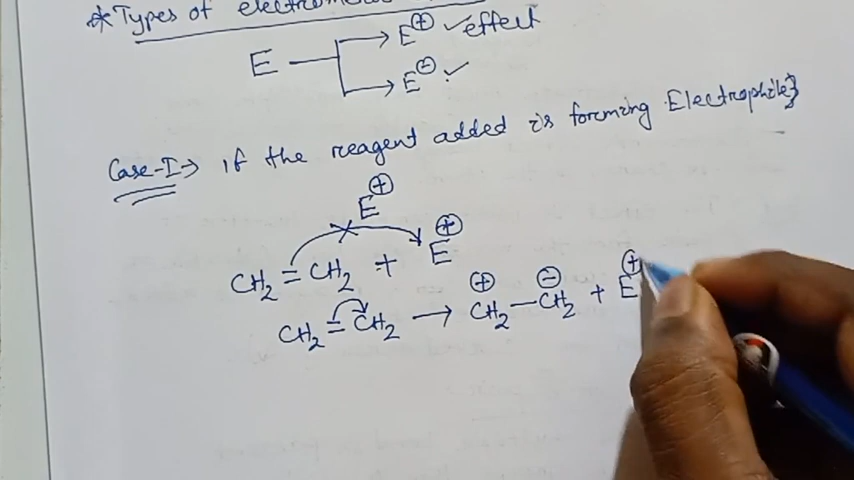 *Types of
E → E⊕ ✓ effect
→ E⊖ ✓
Case-I → if the reagent added is forming Electrophile}
E⊕
CH₂=CH₂ + E⊕
CH₂=CH₂ → ⊕CH₂—⊖CH₂ + E⊕